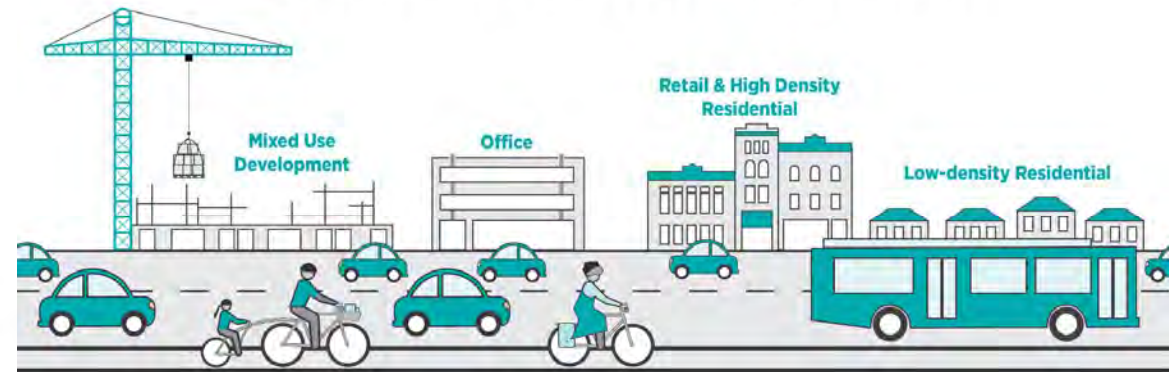 Mixed Use
Development
Office
Retail & High Density
Residential
Low-density Residential